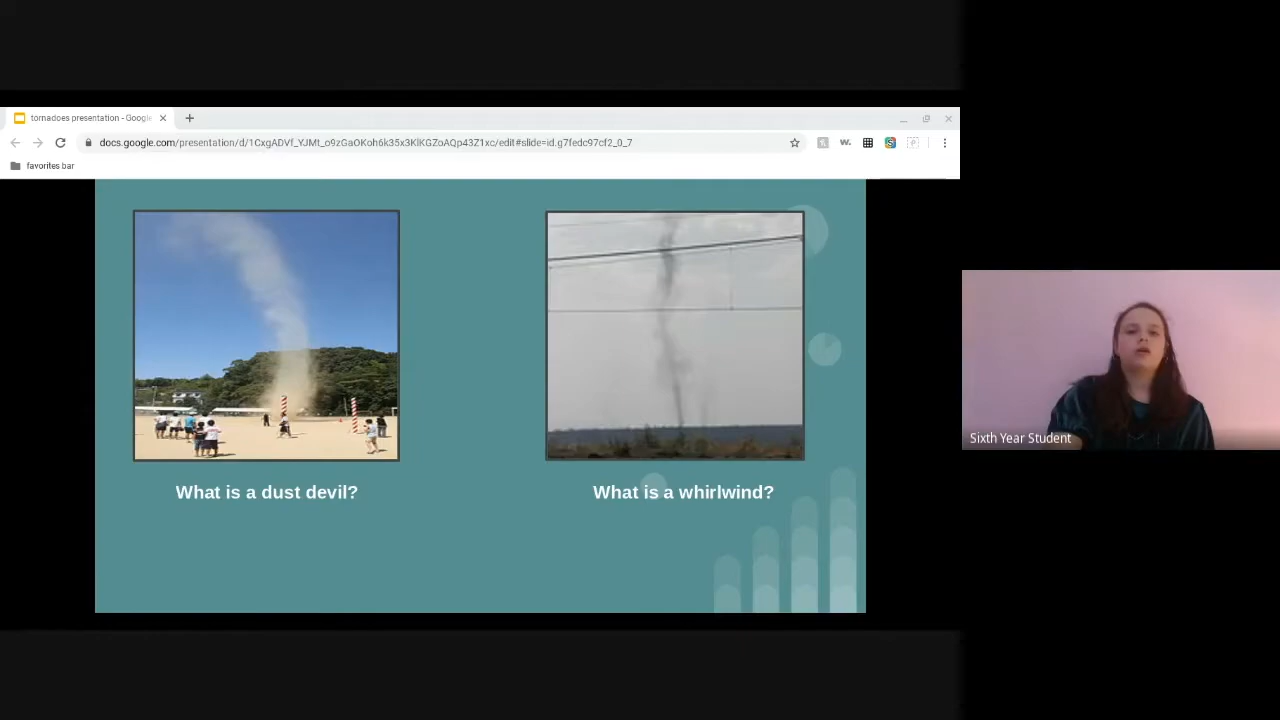 tornadoes presentation - Google
docs.google.com/presentation/d/1CxgADVf_YJMt_o9zGaOKoh6k35x3KlKGZoAQp43Z1xc/edit#slide=id.g7fedc97cf2_0_7
favorites bar
What is a dust devil?
What is a whirlwind?
Sixth Year Student